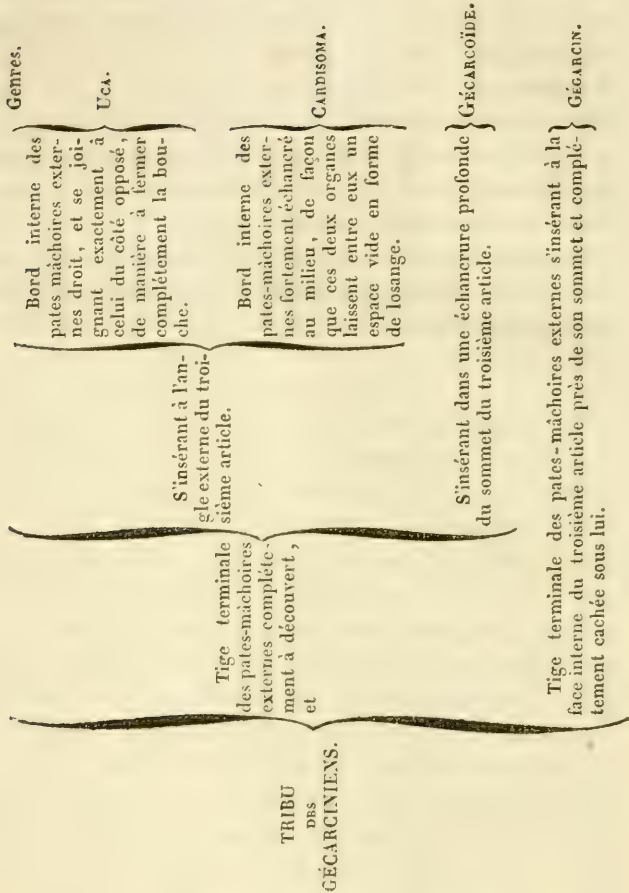 Genres.
TRIBU
DES
GÉCARCINIENS.
Tige terminale
des pates-mâchoires
externes complète-
ment à découvert,
et
S'insérant à l'an-
gle externe du troi-
sième article.
Bord interne des
pates mâchoires exter-
nes droit, et se joi-
gnant exactement à
celui du côté opposé,
de manière à fermer
complétement la bou-
che.
UCA.
Bord interne des
pates-mâchoires exter-
nes fortement échancré
au milieu, de façon
que ces deux organes
laissent entre eux un
espace vide en forme
de losange.
CARDISOMA.
S'insérant dans une échancrure profonde
du sommet du troisième article.
GÉCARCOÏDE.
Tige terminale des pates-mâchoires externes s'insérant à la
face interne du troisième article près de son sommet et complé-
tement cachée sous lui.
GÉGARCIN.